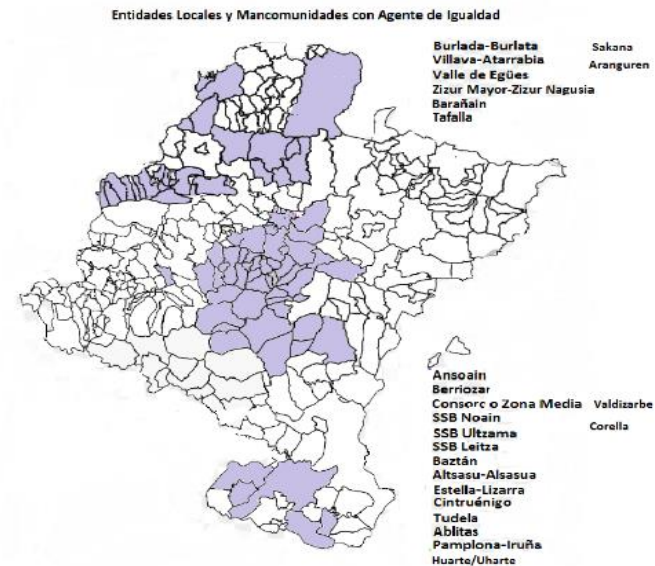 Entidades Locales y Mancomunidades con Agente de Igualdad
Burlada-Burlata
Villava-Atarrabia
Valle de Egües
Zizur Mayor-Zizur Nagusia
Barañain
Tafalla
Sakana
Aranguren
Ansoain
Berriozar
Consorc o Zona Media
SSB Noain
SSB Ultzama
SSB Leitza
Baztán
Altsasu-Alsasua
Estella-Lizarra
Cintruénigo
Tudela
Ablitas
Pamplona-Iruña
Huarte/Uharte
Valdizarbe
Corella